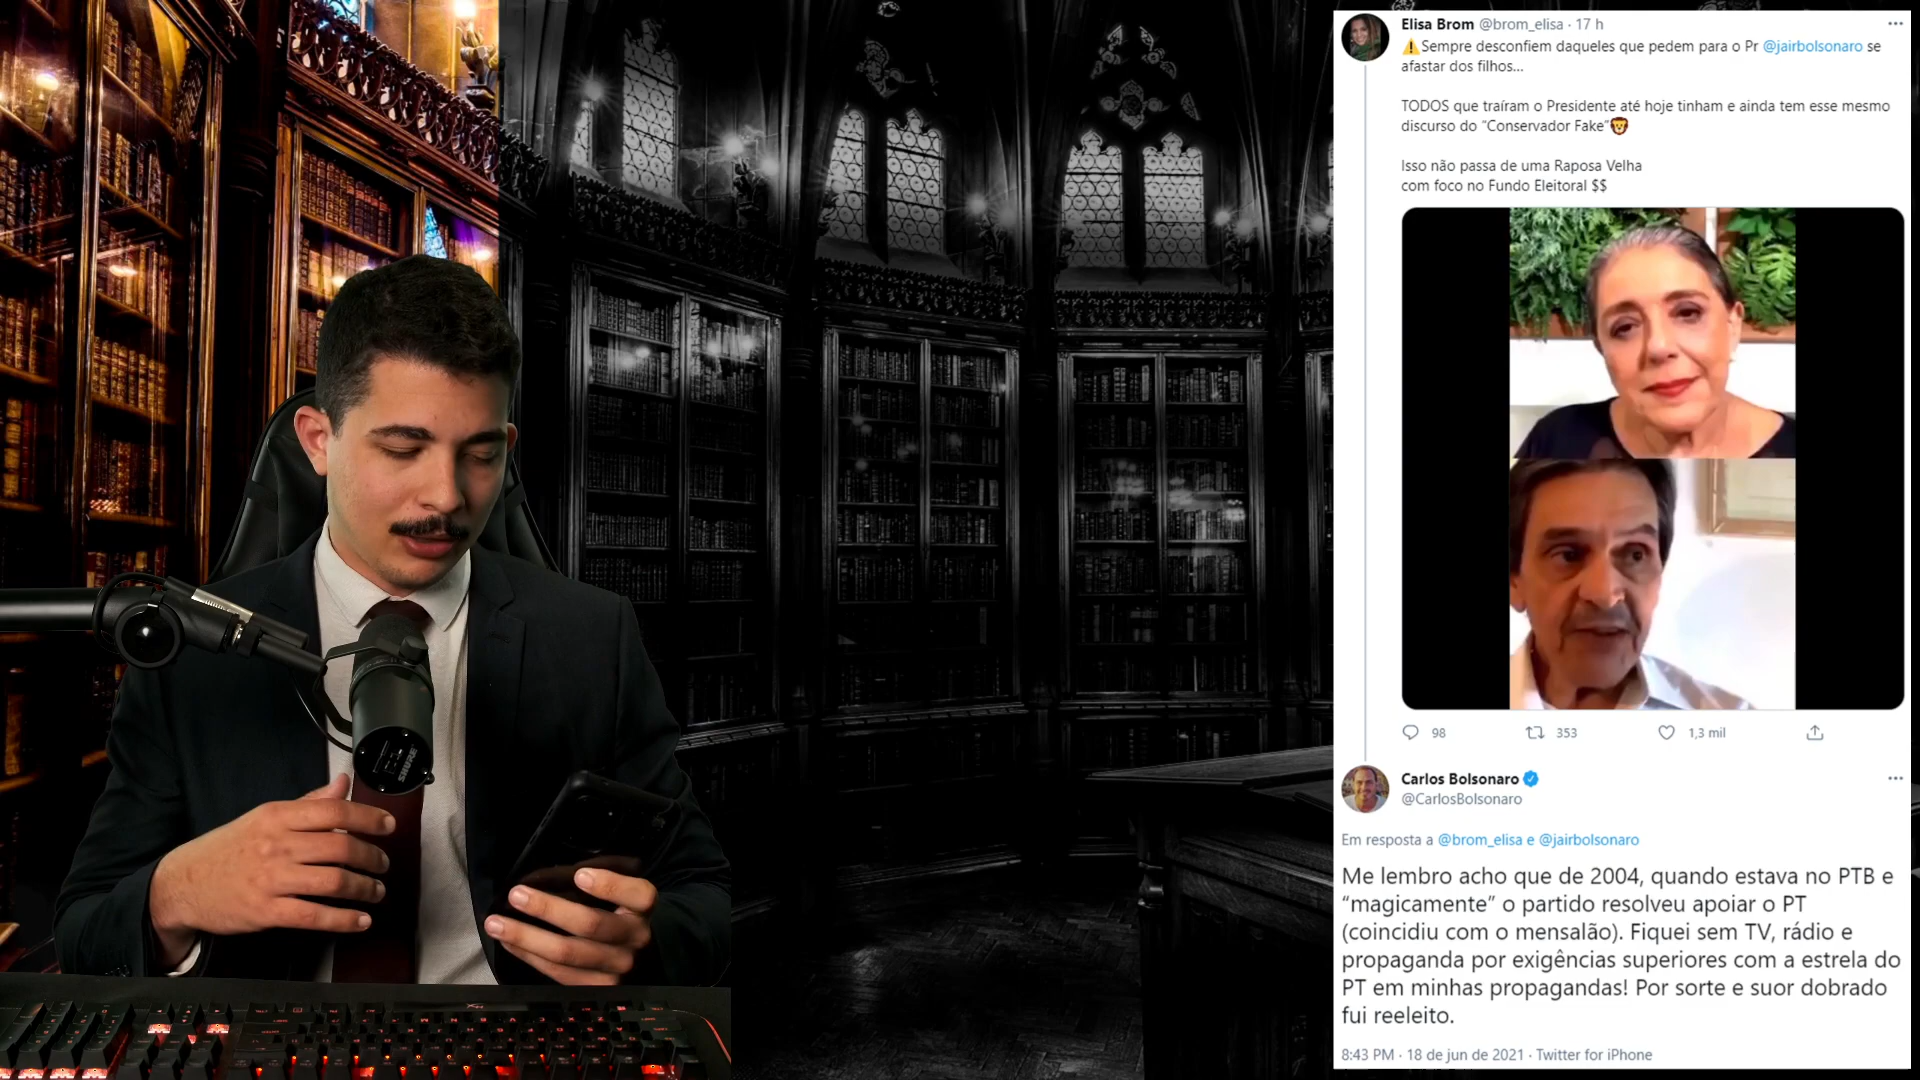 Elisa Brom @brom_elisa · 17 h
⚠️Sempre desconfiem daqueles que pedem para o Pr @jairbolsonaro se
afastar dos filhos...
TODOS que traíram o Presidente até hoje tinham e ainda tem esse mesmo
discurso do "Conservador Fake"🦁
Isso não passa de uma Raposa Velha
com foco no Fundo Eleitoral $$
98 353 1,3 mil
Carlos Bolsonaro
@CarlosBolsonaro
Em resposta a @brom_elisa e @jairbolsonaro
Me lembro acho que de 2004, quando estava no PTB e
“magicamente” o partido resolveu apoiar o PT
(coincidiu com o mensalão). Fiquei sem TV, rádio e
propaganda por exigências superiores com a estrela do
PT em minhas propagandas! Por sorte e suor dobrado
fui reeleito.
8:43 PM · 18 de jun de 2021 · Twitter for iPhone
SHURE